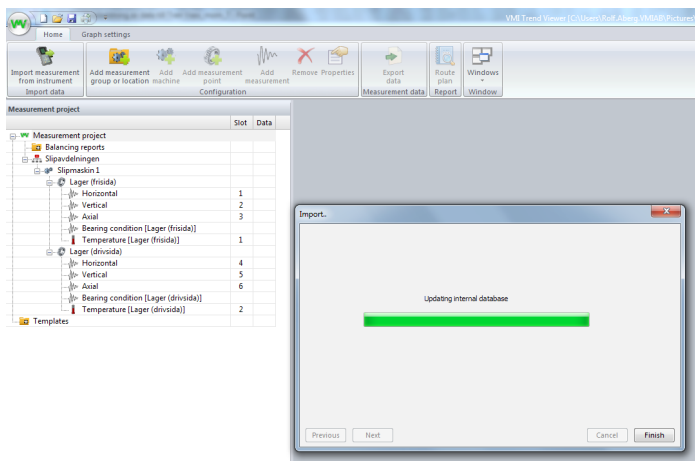 VMI Trend Viewer [C:\Users\Rolf.Aberg.VMIAB\Pictures
Home Graph settings
Import measurement from instrument
Add measurement group or location
Add machine
Add measurement point
Add measurement
Remove Properties
Export data
Route plan
Windows
Import data Configuration Measurement data Report Window
Measurement project
Slot Data
Measurement project
Balancing reports
Slipavdelningen
Slipmaskin 1
Lager (frisida)
Horizontal 1
Vertical 2
Axial 3
Bearing condition [Lager (frisida)]
Temperature [Lager (frisida)] 1
Lager (drivsida)
Horizontal 4
Vertical 5
Axial 6
Bearing condition [Lager (drivsida)]
Temperature [Lager (drivsida)] 2
Templates
Import..
Updating internal database
Previous Next Cancel Finish